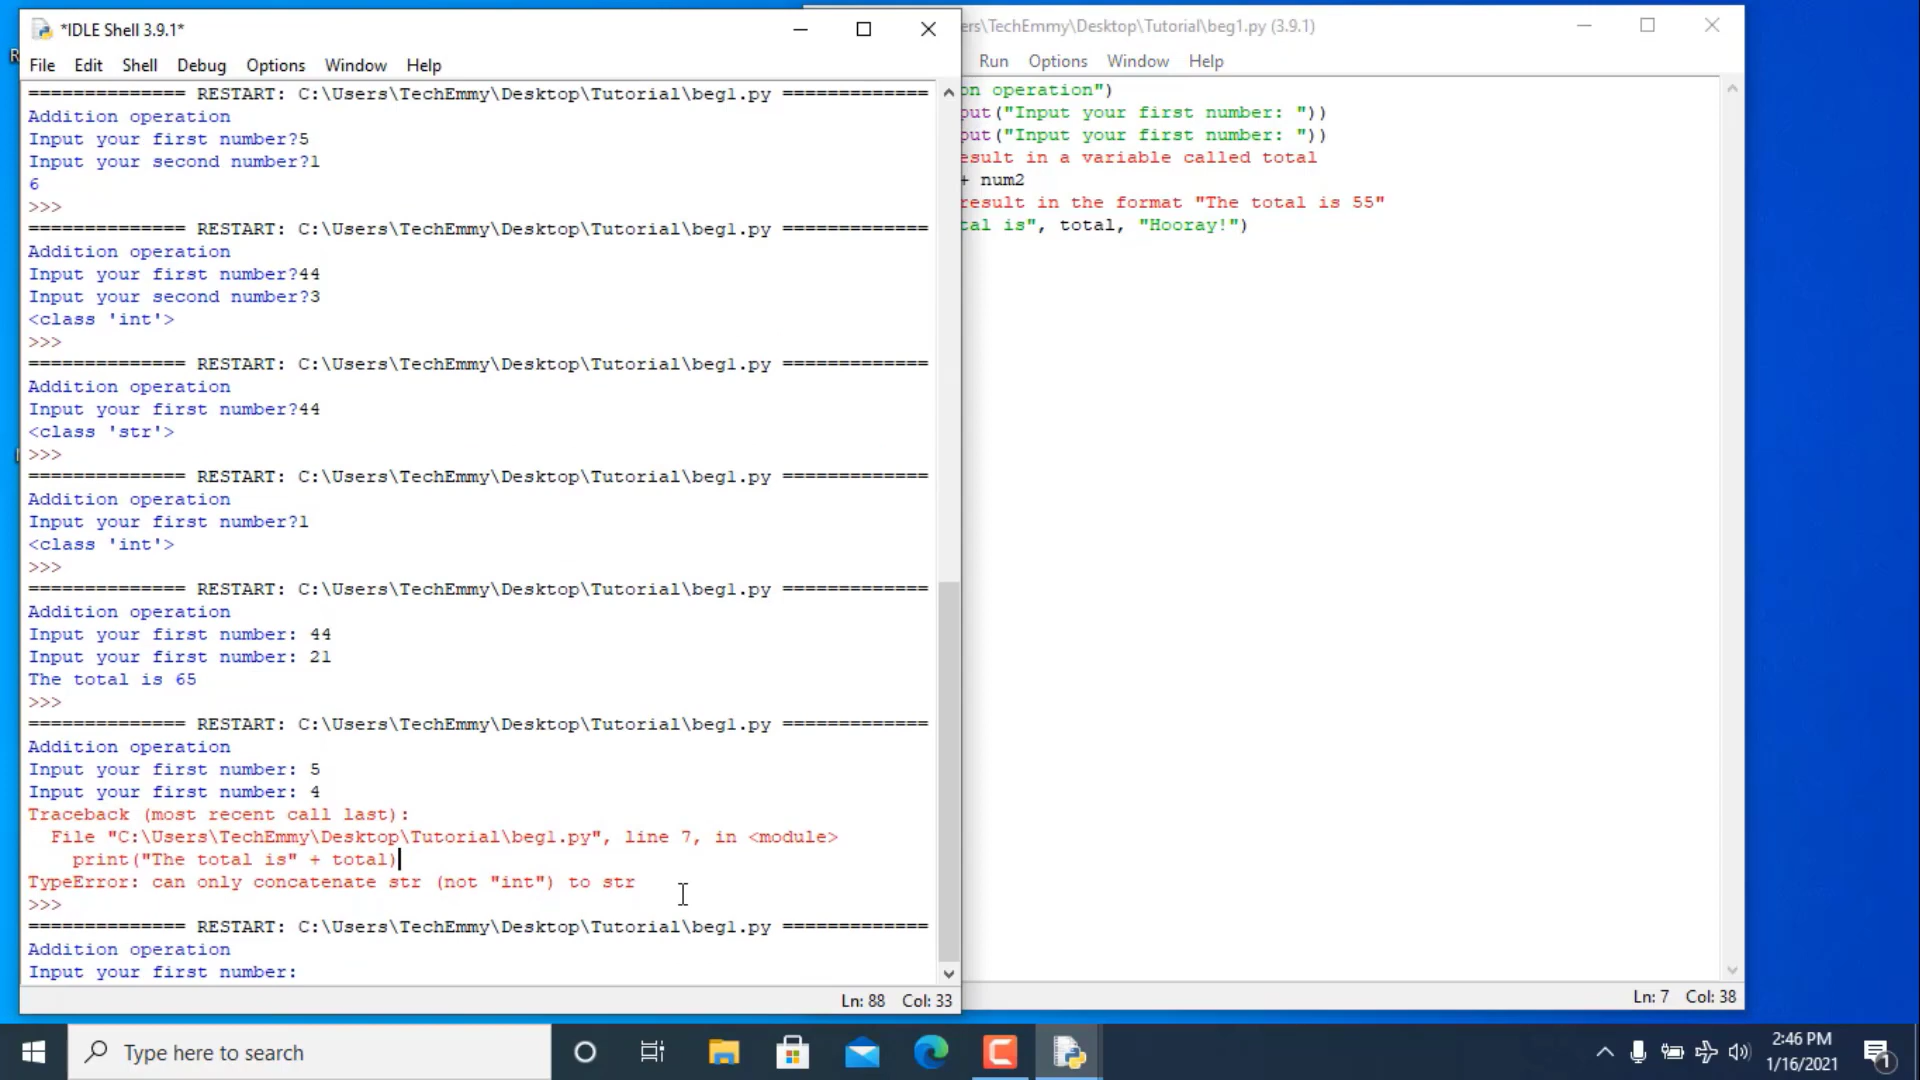 *IDLE Shell 3.9.1*
File Edit Shell Debug Options Window Help
============== RESTART: C:\Users\TechEmmy\Desktop\Tutorial\beg1.py =============
Addition operation
Input your first number?5
Input your second number?1
6
>>>
============== RESTART: C:\Users\TechEmmy\Desktop\Tutorial\beg1.py =============
Addition operation
Input your first number?44
Input your second number?3
<class 'int'>
>>>
============== RESTART: C:\Users\TechEmmy\Desktop\Tutorial\beg1.py =============
Addition operation
Input your first number?44
<class 'str'>
>>>
============== RESTART: C:\Users\TechEmmy\Desktop\Tutorial\beg1.py =============
Addition operation
Input your first number?1
<class 'int'>
>>>
============== RESTART: C:\Users\TechEmmy\Desktop\Tutorial\beg1.py =============
Addition operation
Input your first number: 44
Input your first number: 21
The total is 65
>>>
============== RESTART: C:\Users\TechEmmy\Desktop\Tutorial\beg1.py =============
Addition operation
Input your first number: 5
Input your first number: 4
Traceback (most recent call last):
File "C:\Users\TechEmmy\Desktop\Tutorial\beg1.py", line 7, in <module>
print("The total is" + total)
TypeError: can only concatenate str (not "int") to str
>>>
============== RESTART: C:\Users\TechEmmy\Desktop\Tutorial\beg1.py =============
Addition operation
Input your first number:
Ln: 88 Col: 33
ers\TechEmmy\Desktop\Tutorial\beg1.py (3.9.1)
Run Options Window Help
on operation")
put("Input your first number: "))
put("Input your first number: "))
esult in a variable called total
+ num2
result in the format "The total is 55"
tal is", total, "Hooray!")
Ln: 7 Col: 38
Type here to search
2:46 PM
1/16/2021
1